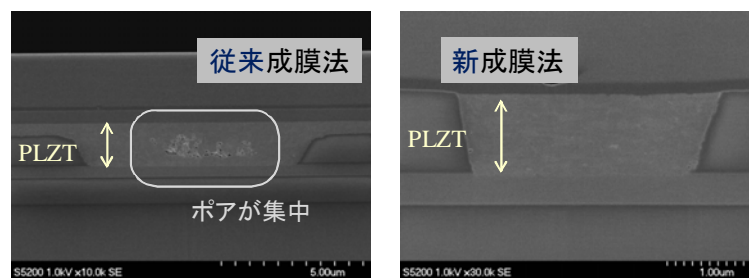 従来成膜法
PLZT
ポアが集中
S5200 1.0kV x10.0k SE 5.00um
新成膜法
PLZT
S5200 1.0kV x30.0k SE 1.00um